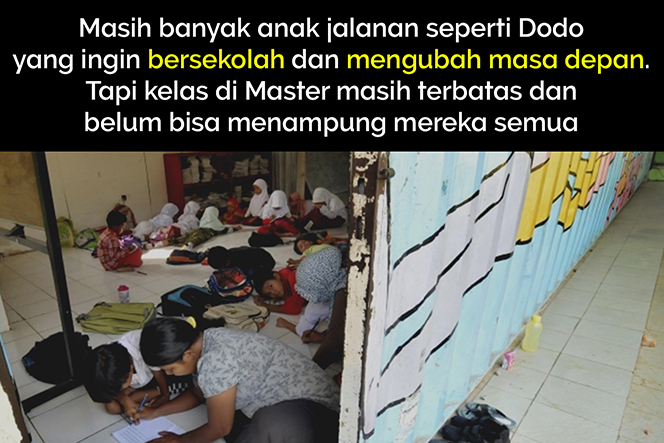 Masih banyak anak jalanan seperti Dodo
yang ingin bersekolah dan mengubah masa depan.
Tapi kelas di Master masih terbatas dan
belum bisa menampung mereka semua